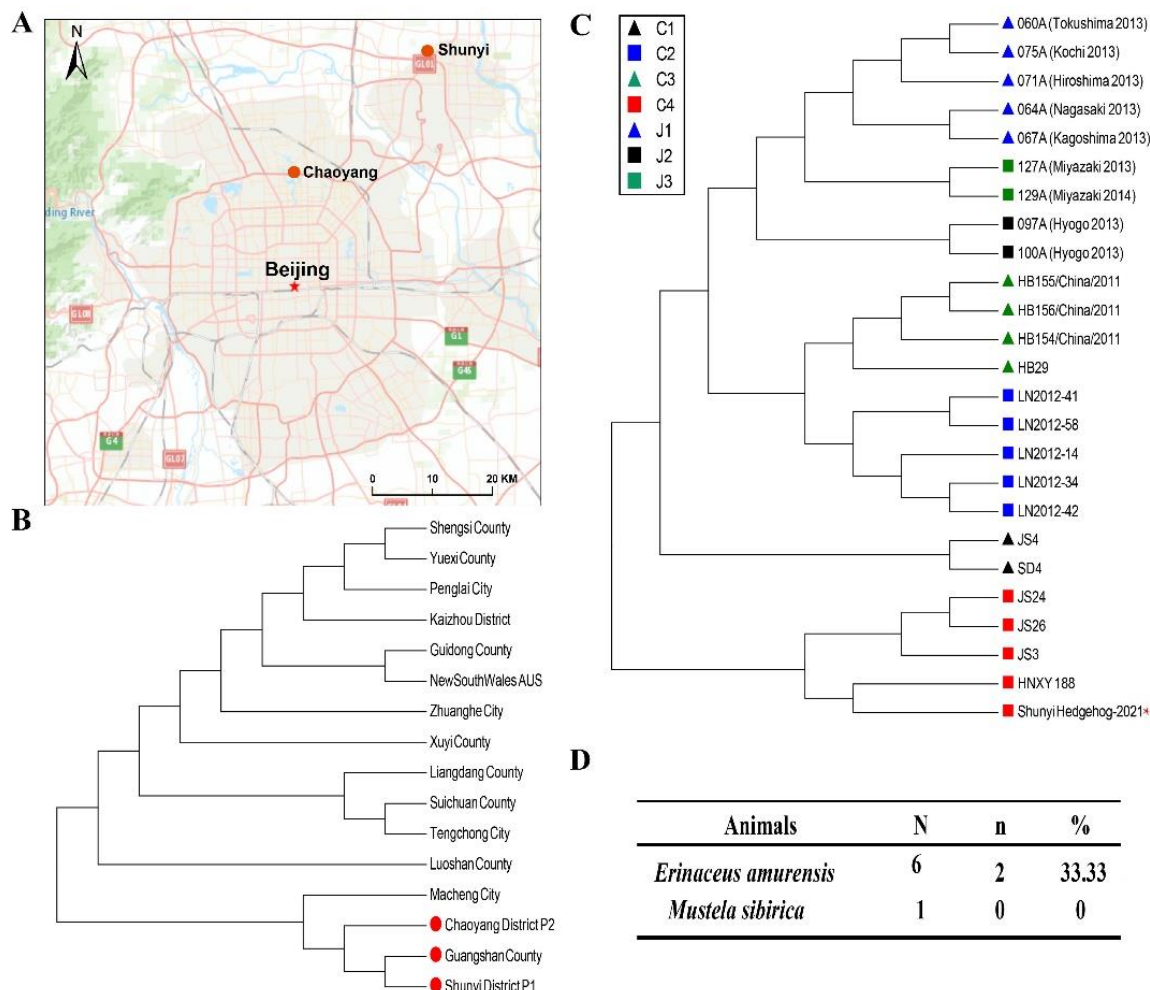 A
N
Shunyi
GL01
Chaoyang
ding River
Beijing
GL08
G1
G45
G4
GL07
0 10 20 KM
B
Shengsi County
Yuexi County
Penglai City
Kaizhou District
Guidong County
NewSouthWales AUS
Zhuanghe City
Xuyi County
Liangdang County
Suichuan County
Tengchong City
Luoshan County
Macheng City
Chaoyang District P2
Guangshan County
Shunyi District P1
C
C1
C2
C3
C4
J1
J2
J3
060A (Tokushima 2013)
075A (Kochi 2013)
071A (Hiroshima 2013)
064A (Nagasaki 2013)
067A (Kagoshima 2013)
127A (Miyazaki 2013)
129A (Miyazaki 2014)
097A (Hyogo 2013)
100A (Hyogo 2013)
HB155/China/2011
HB156/China/2011
HB154/China/2011
HB29
LN2012-41
LN2012-58
LN2012-14
LN2012-34
LN2012-42
JS4
SD4
JS24
JS26
JS3
HNXY 188
Shunyi Hedgehog-2021*
D
Animals N n %
Erinaceus amurensis 6 2 33.33
Mustela sibirica 1 0 0